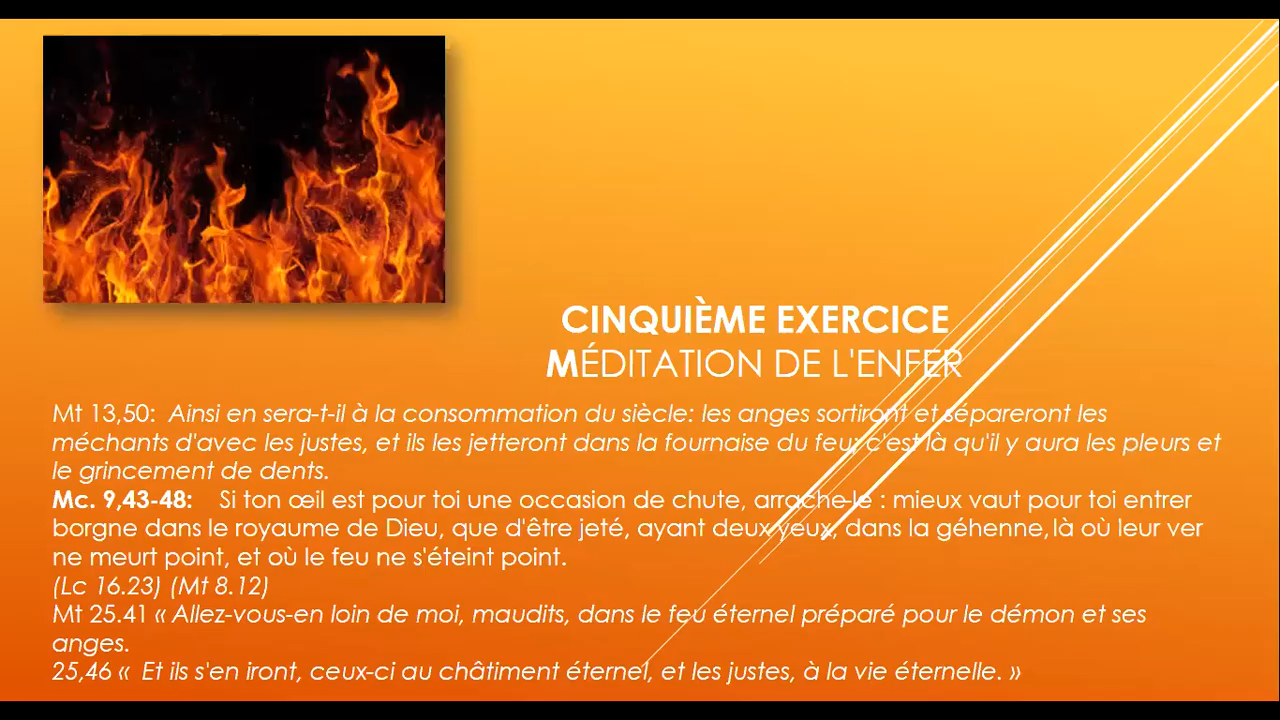 CINQUIÈME EXERCICE
MÉDITATION DE L'ENFER
Mt 13,50: Ainsi en sera-t-il à la consommation du siècle: les anges sortiront et sépareront les
méchants d'avec les justes, et ils les jetteront dans la fournaise du feu; c'est là qu'il y aura les pleurs et
le grincement de dents.
Mc. 9,43-48: Si ton œil est pour toi une occasion de chute, arrache-le : mieux vaut pour toi entrer
borgne dans le royaume de Dieu, que d'être jeté, ayant deux yeux, dans la géhenne, là où leur ver
ne meurt point, et où le feu ne s'éteint point.
(Lc 16.23) (Mt 8.12)
Mt 25.41 « Allez-vous-en loin de moi, maudits, dans le feu éternel préparé pour le démon et ses
anges.
25,46 « Et ils s'en iront, ceux-ci au châtiment éternel, et les justes, à la vie éternelle. »